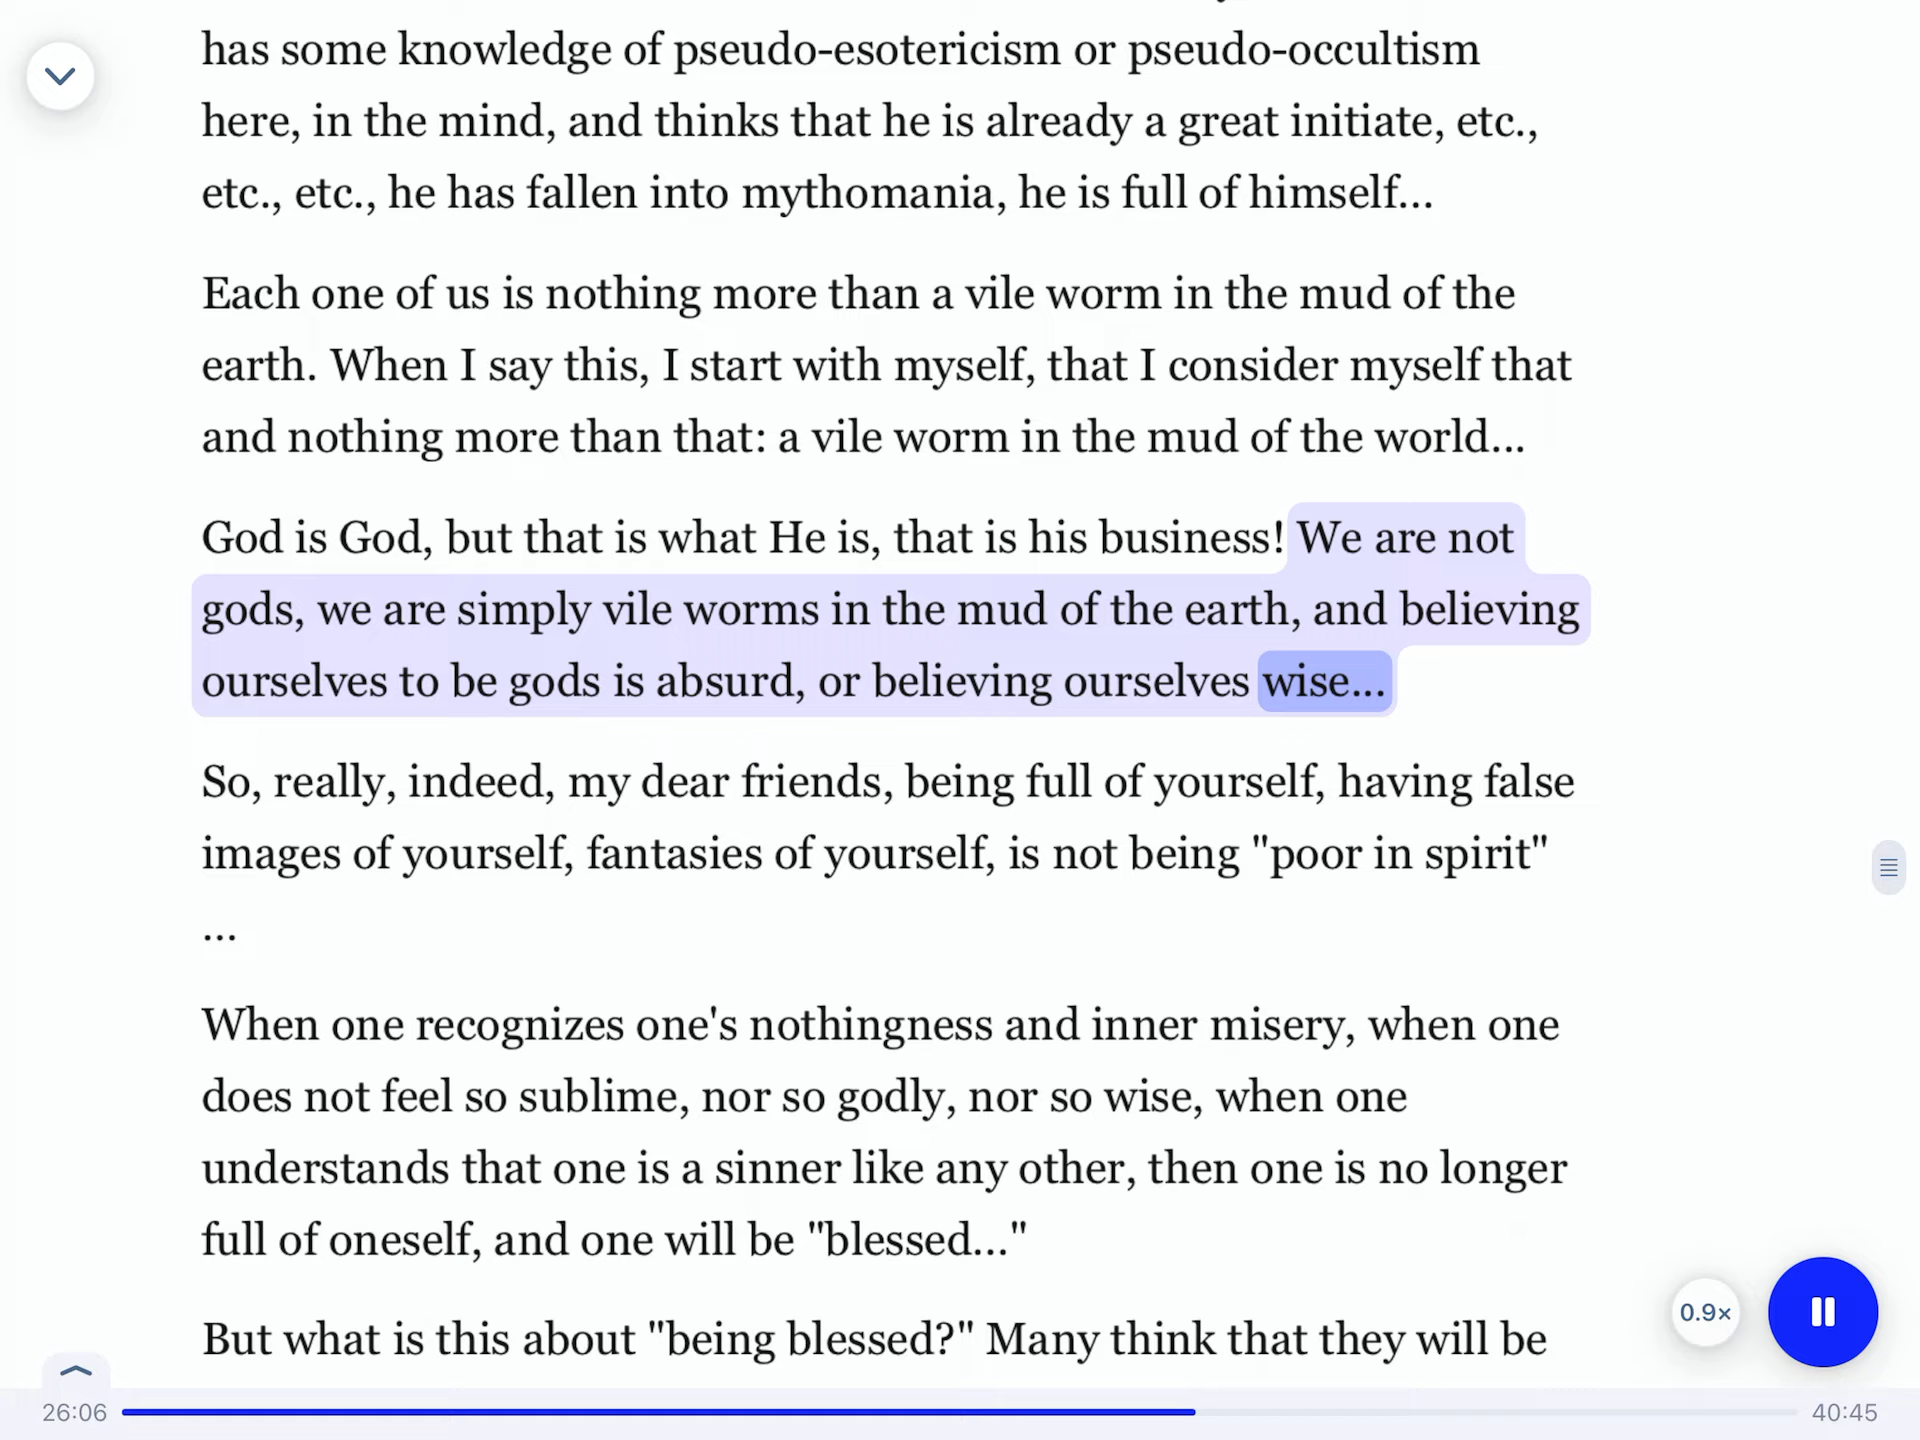 has some knowledge of pseudo-esotericism or pseudo-occultism
here, in the mind, and thinks that he is already a great initiate, etc.,
etc., etc., he has fallen into mythomania, he is full of himself...
Each one of us is nothing more than a vile worm in the mud of the
earth. When I say this, I start with myself, that I consider myself that
and nothing more than that: a vile worm in the mud of the world...
God is God, but that is what He is, that is his business! We are not
gods, we are simply vile worms in the mud of the earth, and believing
ourselves to be gods is absurd, or believing ourselves wise...
So, really, indeed, my dear friends, being full of yourself, having false
images of yourself, fantasies of yourself, is not being "poor in spirit"
...
When one recognizes one's nothingness and inner misery, when one
does not feel so sublime, nor so godly, nor so wise, when one
understands that one is a sinner like any other, then one is no longer
full of oneself, and one will be "blessed..."
But what is this about "being blessed?" Many think that they will be
0.9×
26:06
40:45